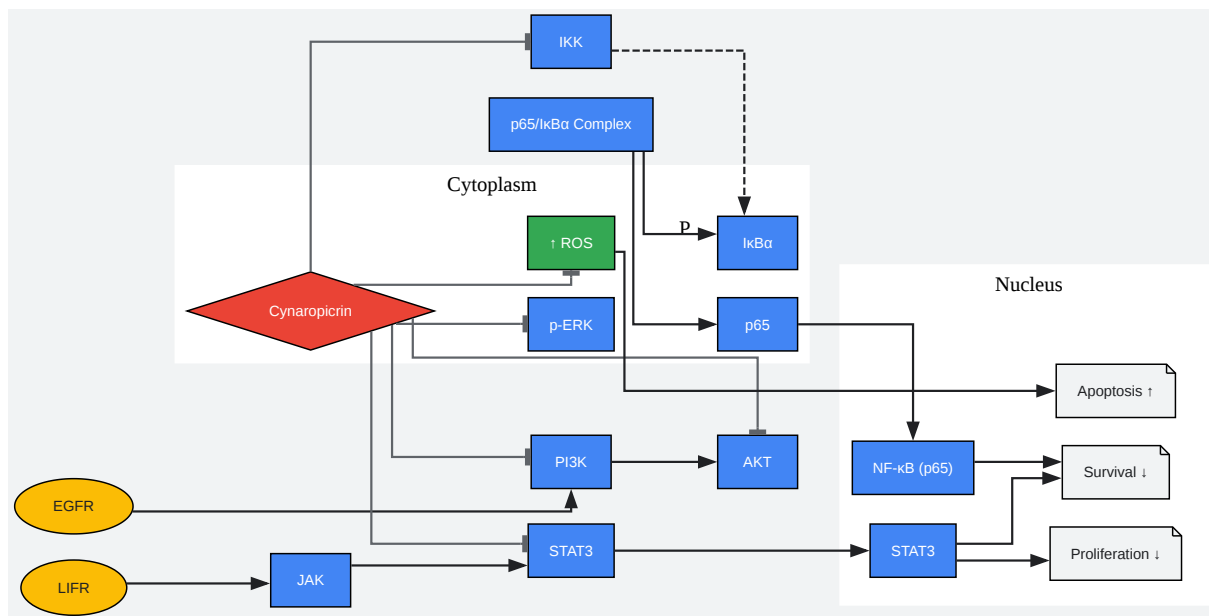 IKK
p65/IκBα Complex
Cytoplasm
P
↑ ROS
IκBα
Nucleus
Cynaropicrin
p-ERK
p65
Apoptosis ↑
PI3K
AKT
NF-κB (p65)
Survival ↓
EGFR
STAT3
STAT3
Proliferation ↓
JAK
LIFR